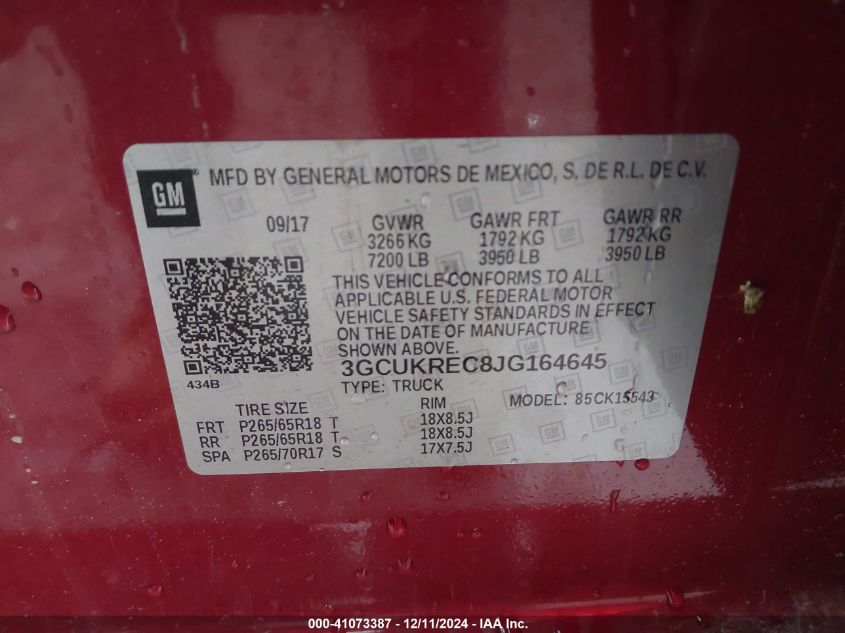 GM
MFD BY GENERAL MOTORS DE MEXICO, S. DE R.L. DE C.V.
09/17 GVWR GAWR FRT GAWR RR
3266 KG 1792 KG 1792 KG
7200 LB 3950 LB 3950 LB
THIS VEHICLE CONFORMS TO ALL
APPLICABLE U.S. FEDERAL MOTOR
VEHICLE SAFETY STANDARDS IN EFFECT
ON THE DATE OF MANUFACTURE
SHOWN ABOVE.
434B
3GCUKREC8JG164645
TYPE: TRUCK MODEL: 85CK15543
TIRE SIZE RIM
FRT P265/65R18 T 18X8.5J
RR P265/65R18 T 18X8.5J
SPA P265/70R17 S 17X7.5J
000-41073387 - 12/11/2024 - IAA Inc.